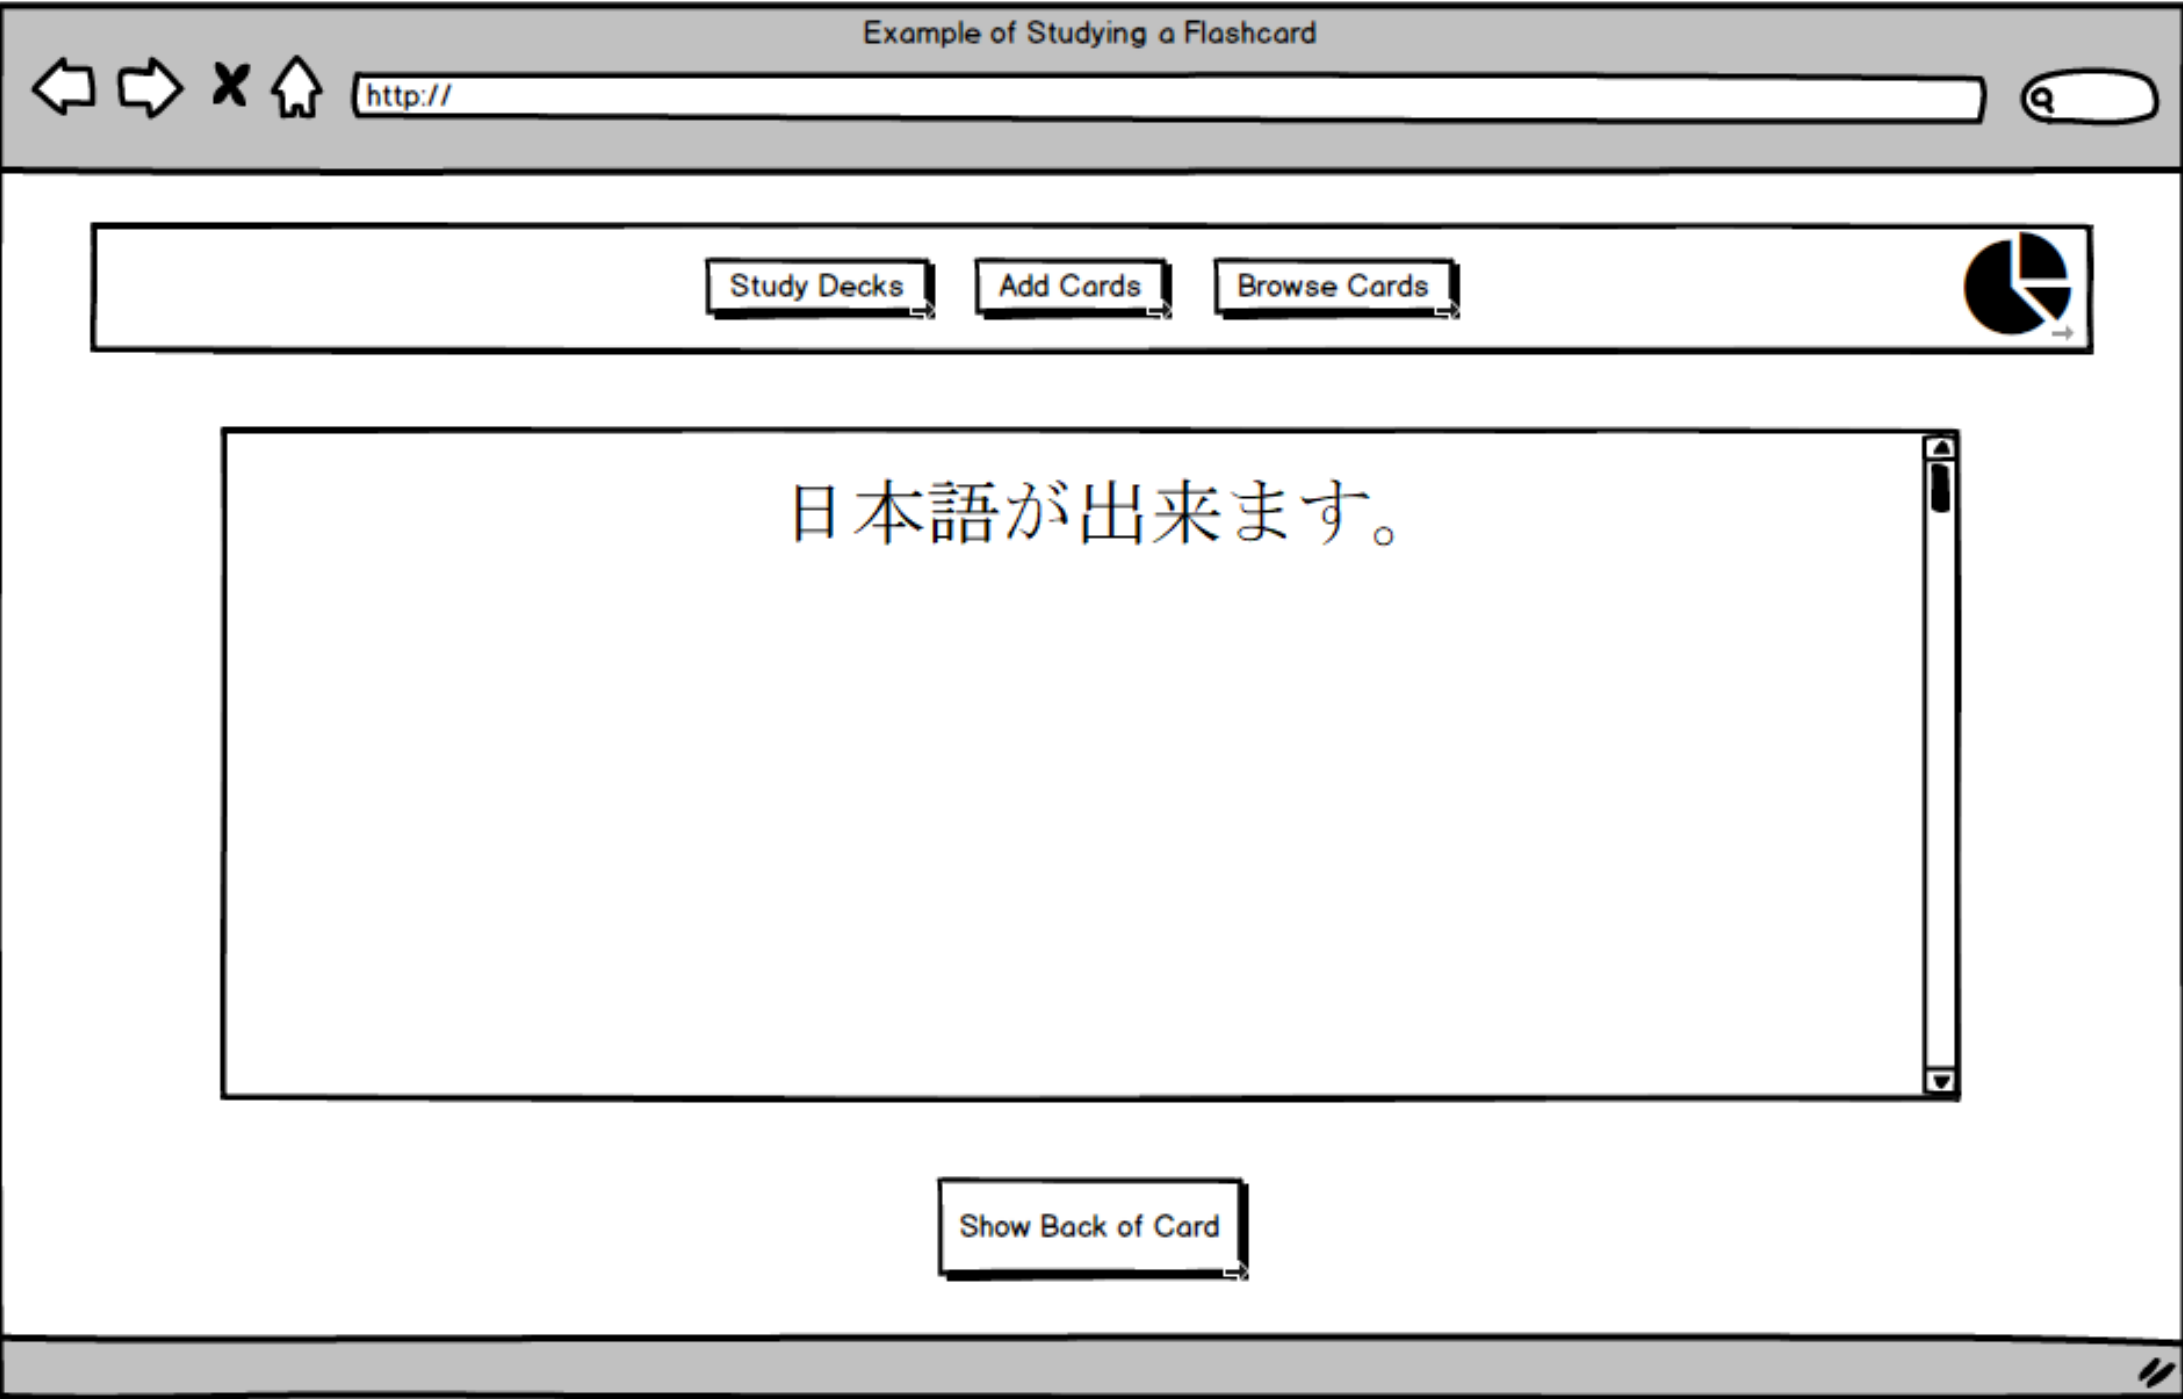 Example of Studying a Flashcard
http://
Study Decks
Add Cards
Browse Cards
日本語が出来ます。
Show Back of Card